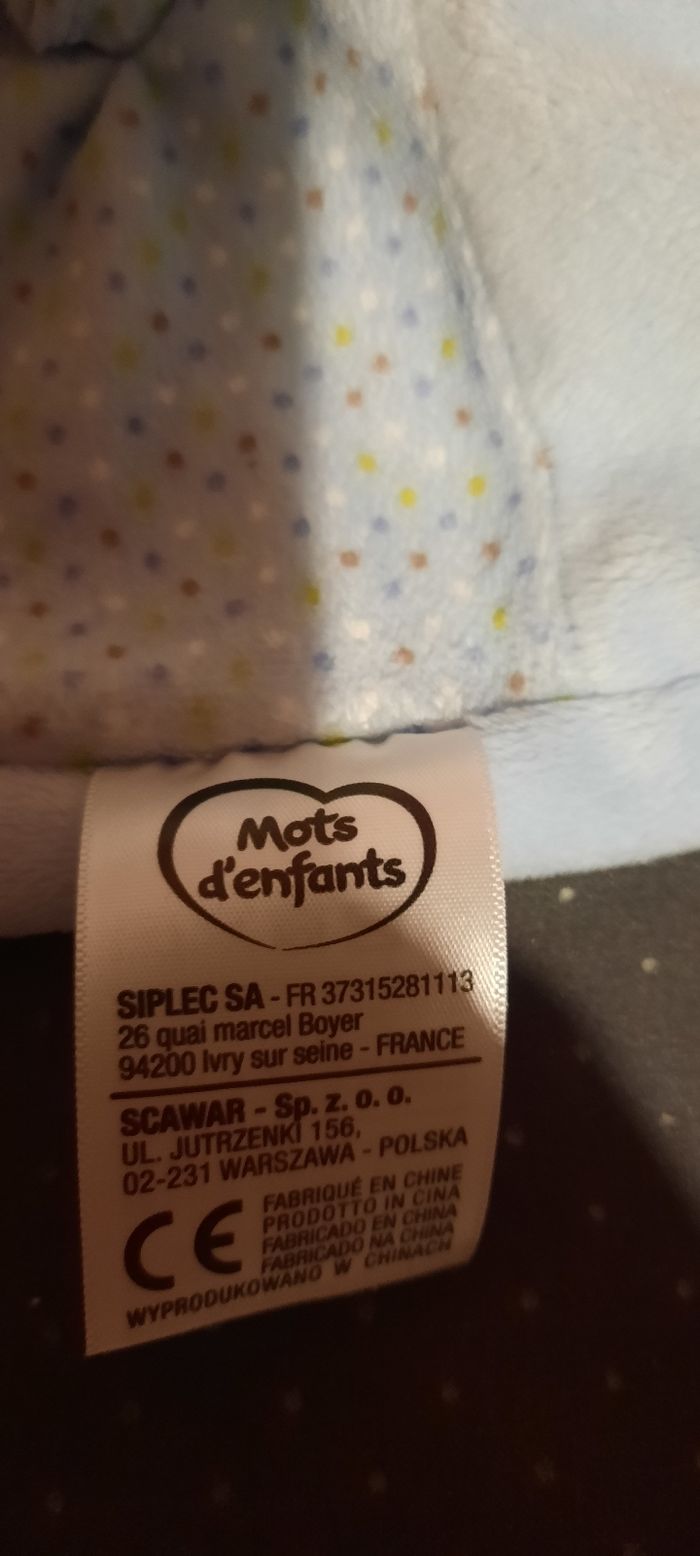 Mots
d'enfants
SIPLEC SA - FR 37315281113
26 quai marcel Boyer
94200 Ivry sur seine - FRANCE
SCAWAR - Sp. z. o. o.
UL. JUTRZENKI 156,
02-231 WARSZAWA - POLSKA
CE
FABRIQUÉ EN CHINE
PRODOTTO IN CINA
FABRICADO EN CHINA
FABRICADO NA CHINA
WYPRODUKOWANO W CHINACH